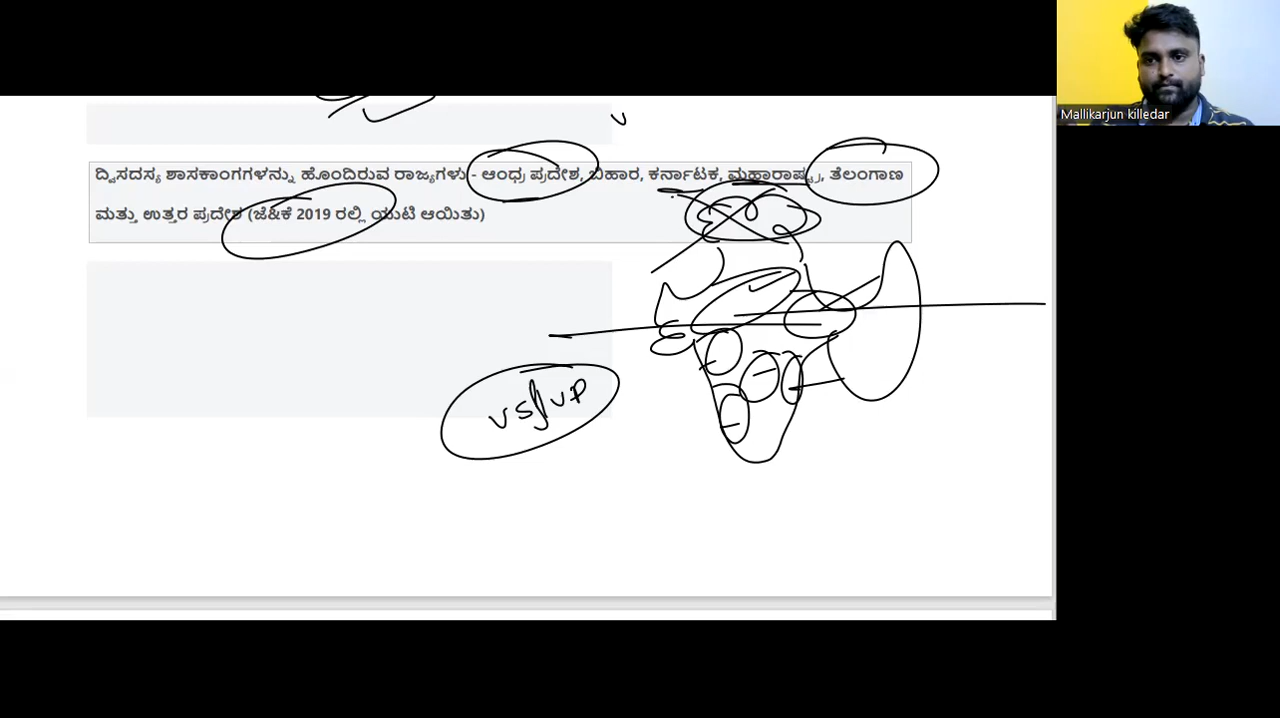 Mallikarjun killedar
ದ್ವಿಸದಸ್ಯ ಶಾಸಕಾಂಗಗಳನ್ನು ಹೊಂದಿರುವ ರಾಜ್ಯಗಳು - ಆಂಧ್ರ ಪ್ರದೇಶ, ಬಿಹಾರ, ಕರ್ನಾಟಕ, ಮಹಾರಾಷ್ಟ್ರ, ತೆಲಂಗಾಣ
ಮತ್ತು ಉತ್ತರ ಪ್ರದೇಶ (ಜೆ&ಕೆ 2019 ರಲ್ಲಿ ಯುಟಿ ಆಯಿತು)